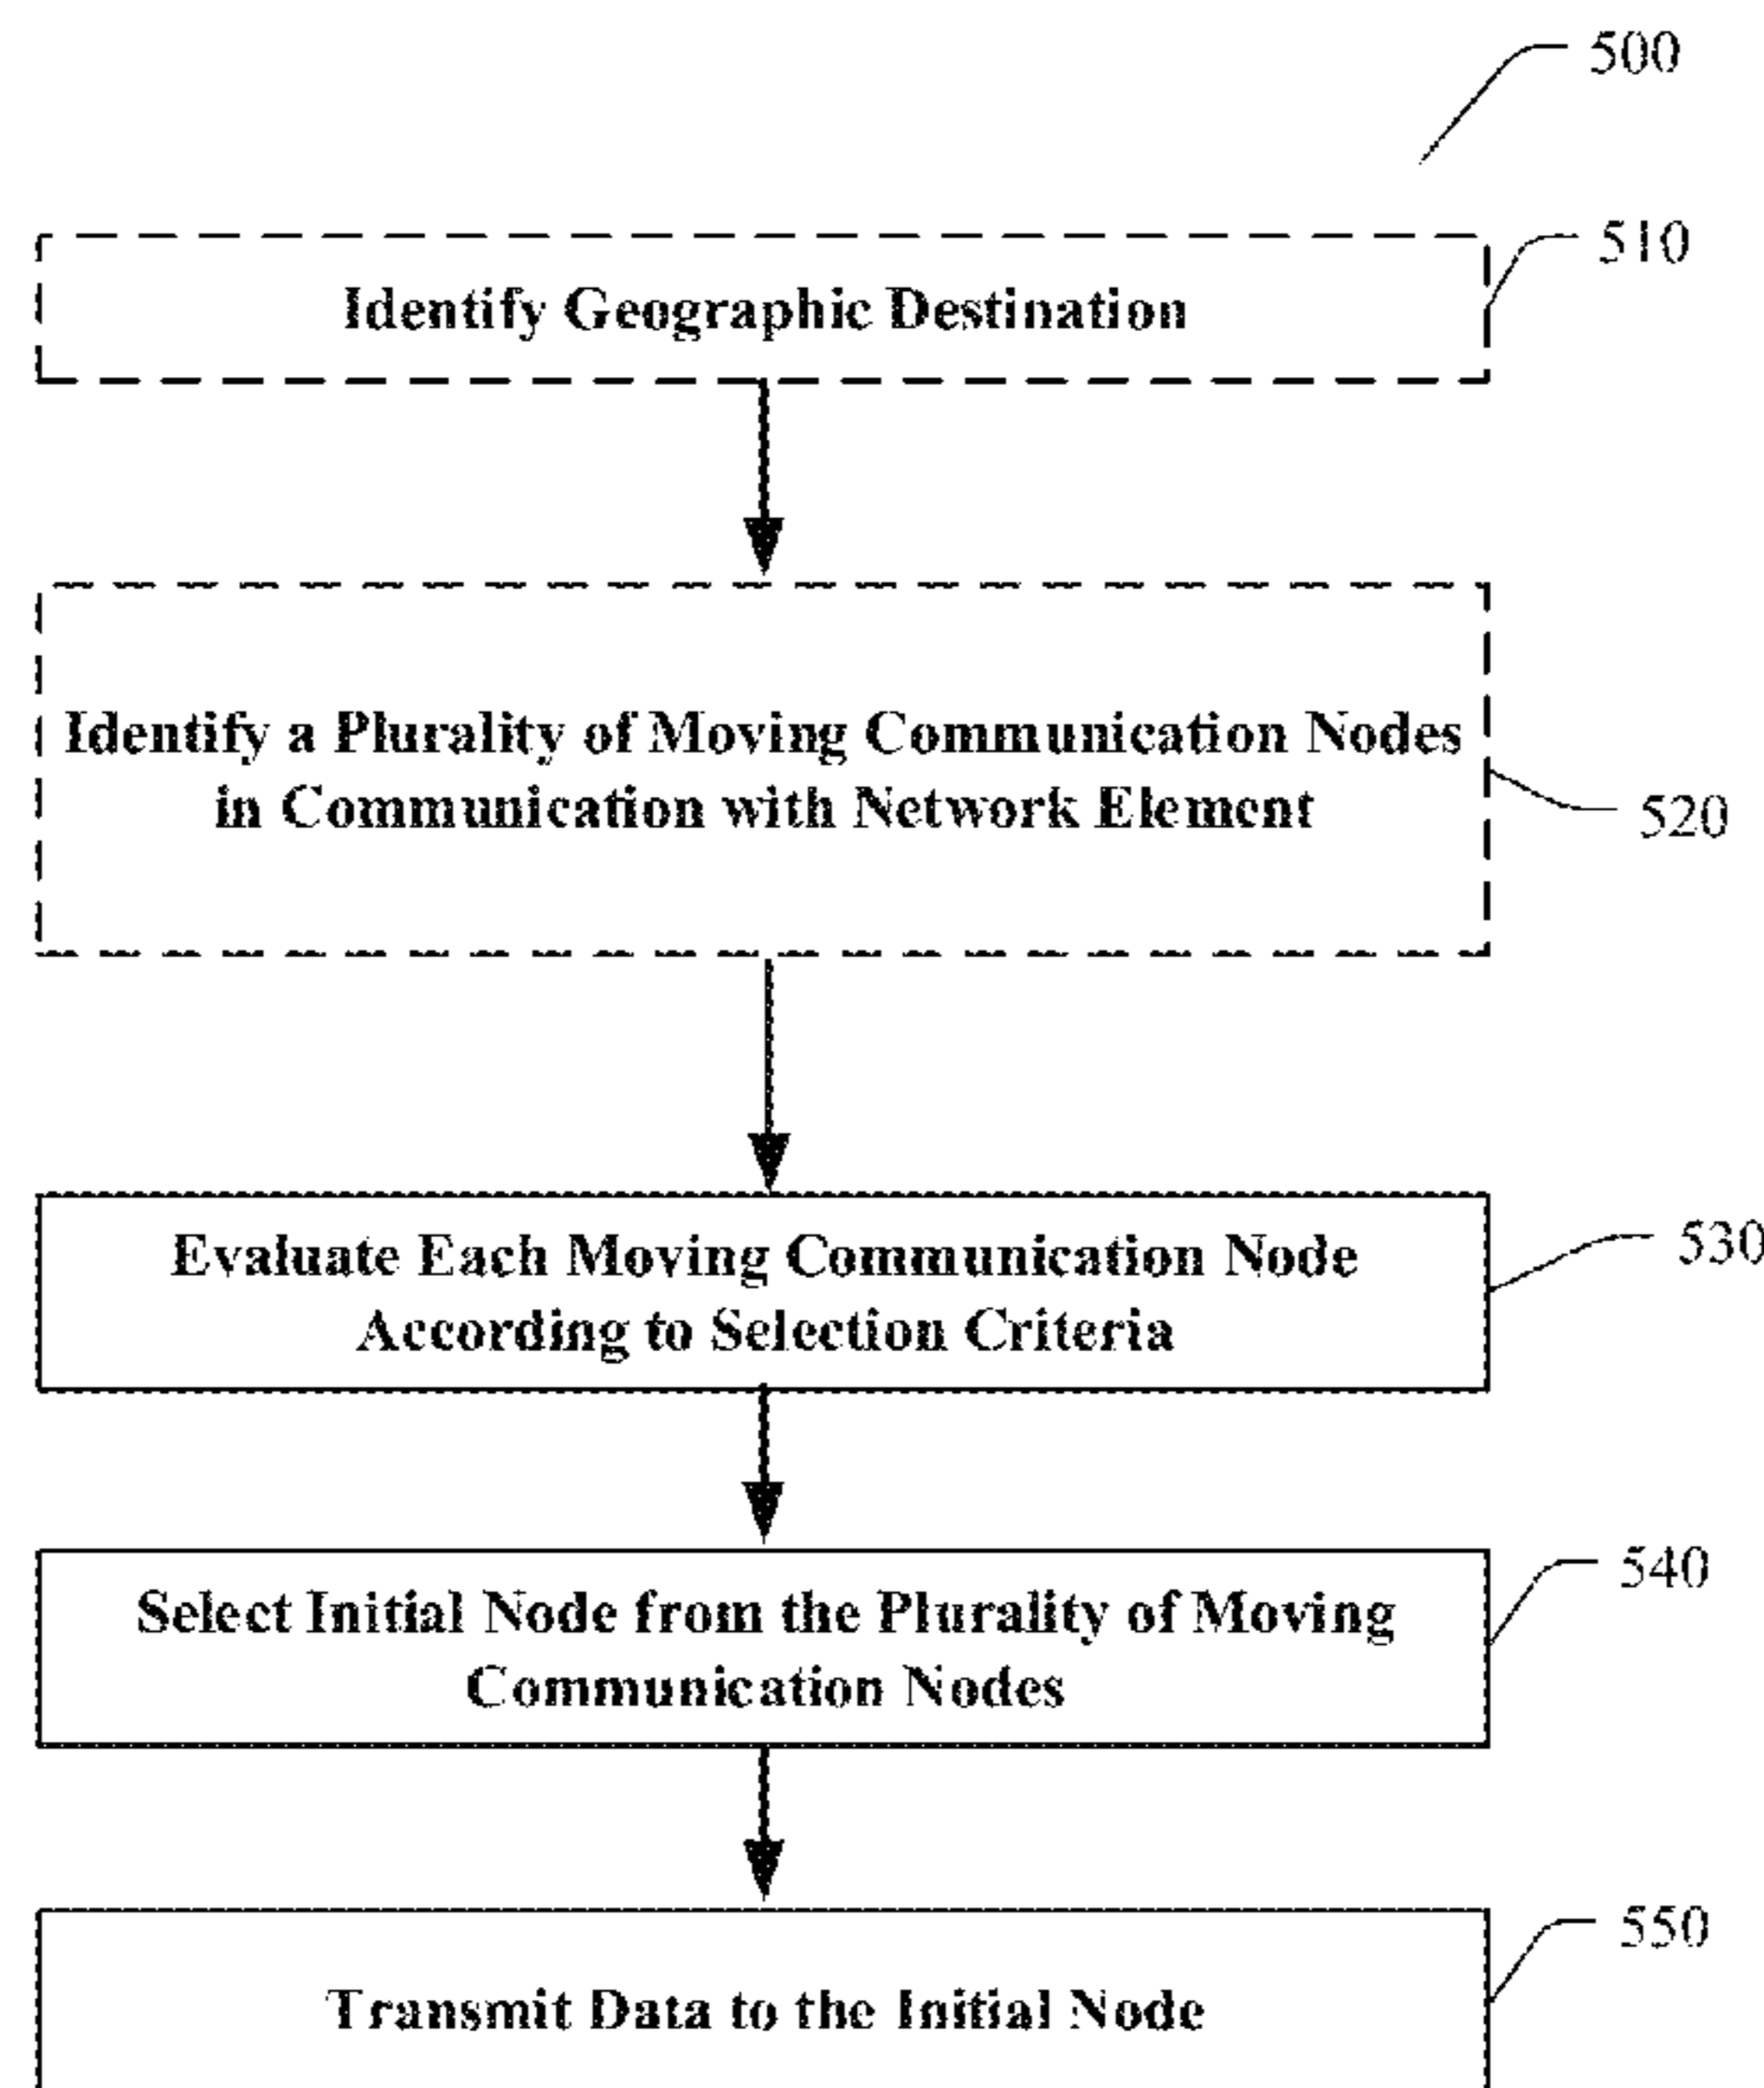 500
510
Identify Geographic Destination
Identify a Plurality of Moving Communication Nodes
in Communication with Network Element
520
530
Evaluate Each Moving Communication Node
According to Selection Criteria
540
Select Initial Node from the Plurality of Moving
Communication Nodes
550
Transmit Data to the Initial Node